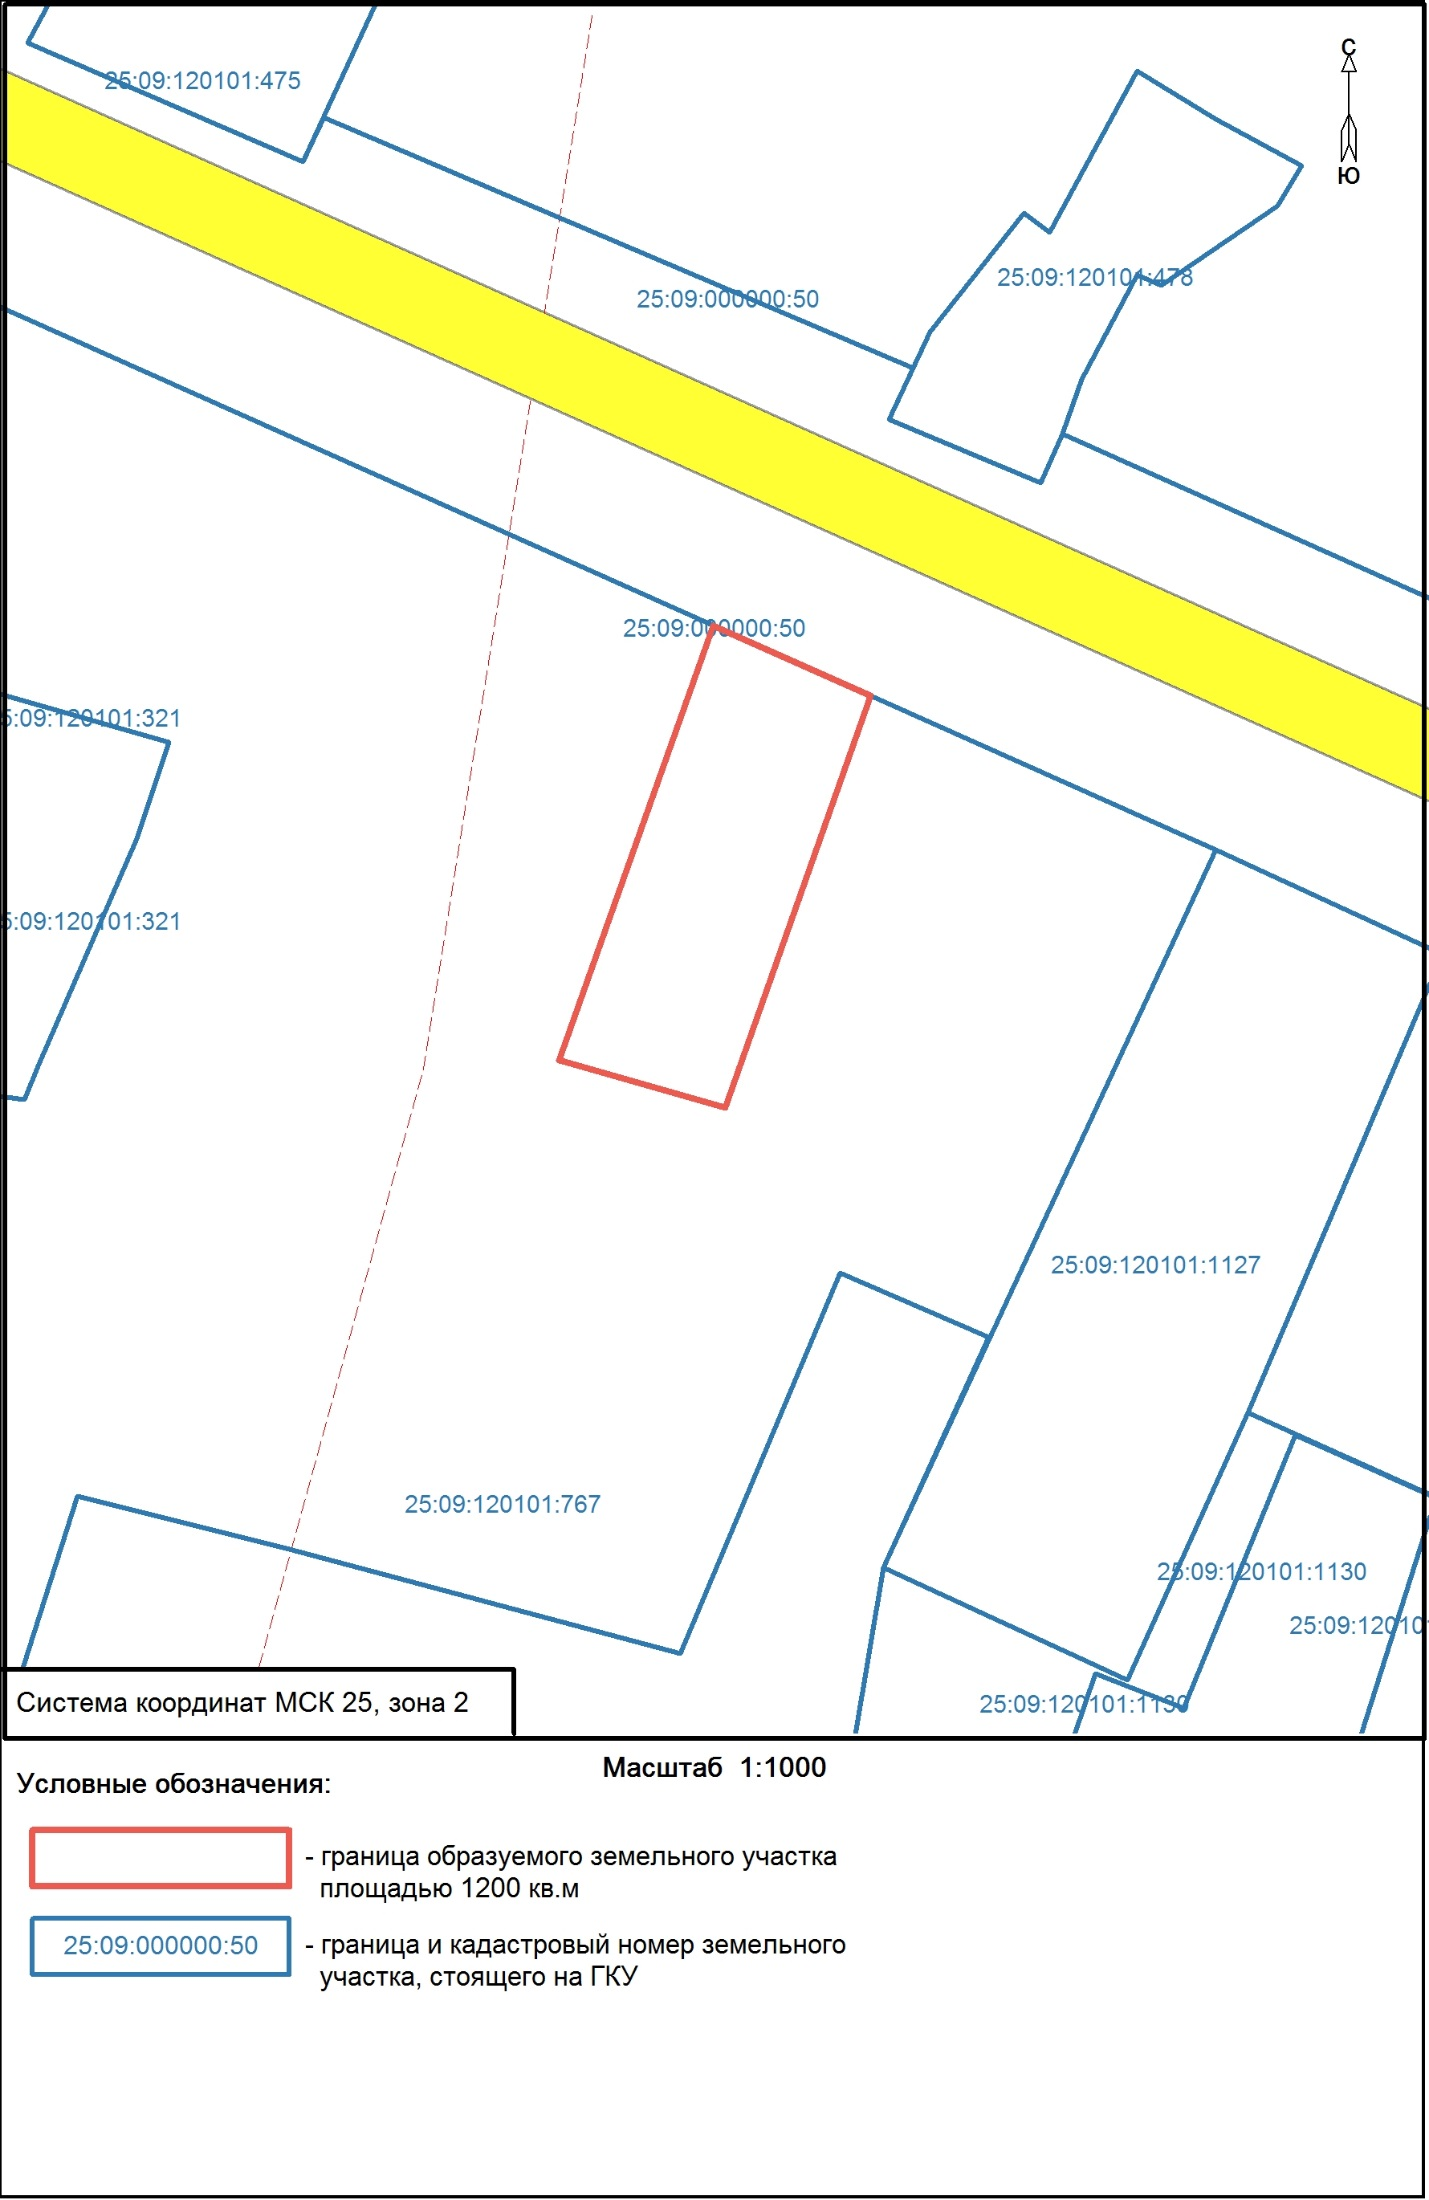 С
25:09:120101:475
Ю
25:09:120101:478
25:09:000000:50
25:09:000000:50
5:09:120101:321
5:09:120101:321
25:09:120101:1127
25:09:120101:767
25:09:120101:1130
25:09:12010
25:09:120101:1130
Система координат МСК 25, зона 2
Масштаб 1:1000
Условные обозначения:
- граница образуемого земельного участка
площадью 1200 кв.м
25:09:000000:50
- граница и кадастровый номер земельного
участка, стоящего на ГКУ